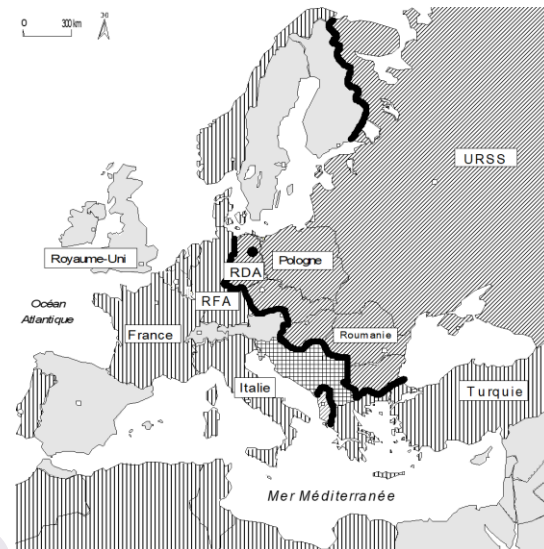 0 300 km N
URSS
Royaume-Uni
RDA
Pologne
Océan
Atlantique
RFA
France
Roumanie
Italie
Turquie
Mer Méditerranée